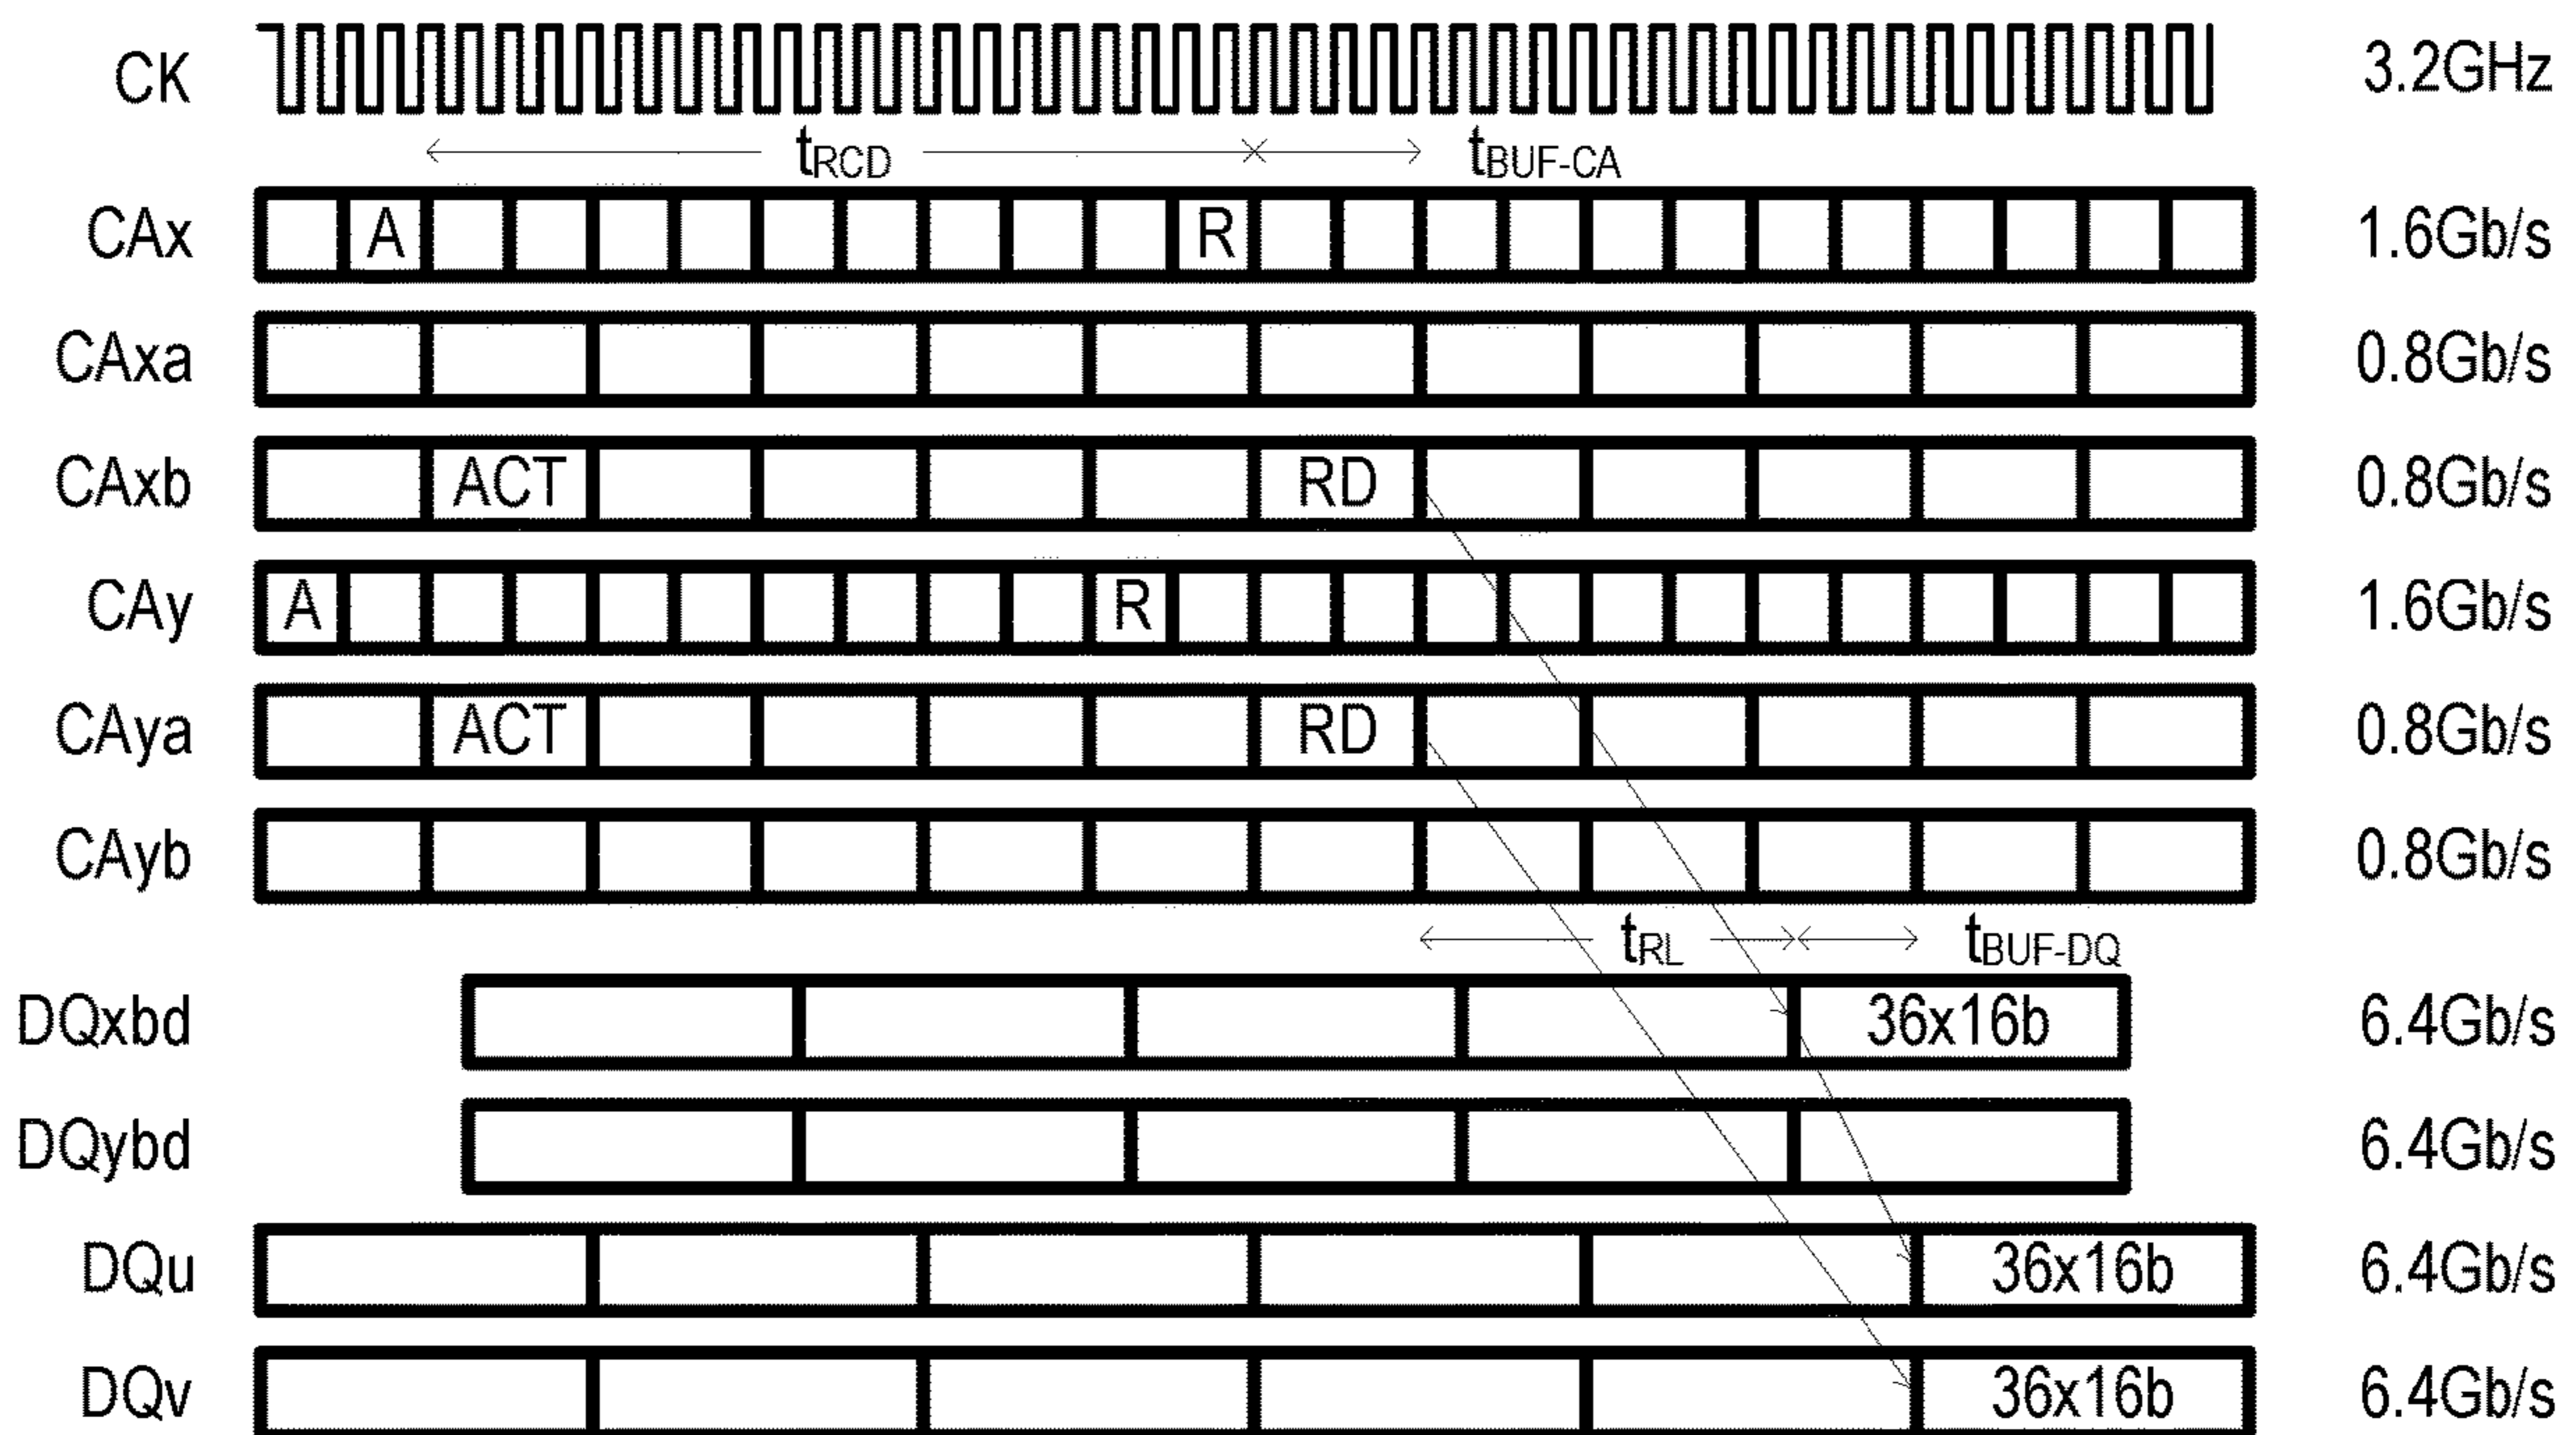 CK 3.2GHz
tRCD tBUF-CA
CAx A R 1.6Gb/s
CAxa 0.8Gb/s
CAxb ACT RD 0.8Gb/s
CAy A R 1.6Gb/s
CAya ACT RD 0.8Gb/s
CAyb 0.8Gb/s
tRL tBUF-DQ
DQxbd 36x16b 6.4Gb/s
DQybd 6.4Gb/s
DQu 36x16b 6.4Gb/s
DQv 36x16b 6.4Gb/s